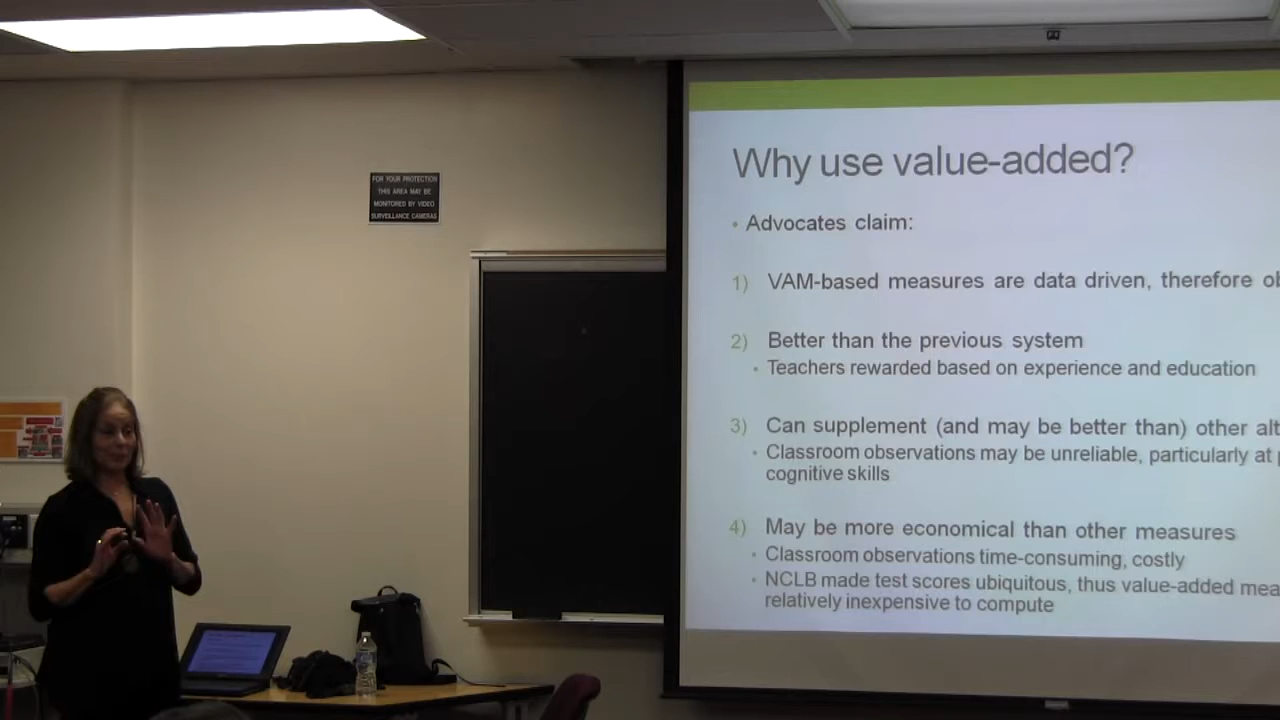 FOR YOUR PROTECTION
THIS AREA MAY BE
MONITORED BY VIDEO
SURVEILLANCE CAMERAS
Why use value-added?
• Advocates claim:
1) VAM-based measures are data driven, therefore
2) Better than the previous system
• Teachers rewarded based on experience and education
3) Can supplement (and may be better than) other alt
• Classroom observations may be unreliable, particularly at
cognitive skills
4) May be more economical than other measures
• Classroom observations time-consuming, costly
• NCLB made test scores ubiquitous, thus value-added mea
relatively inexpensive to compute